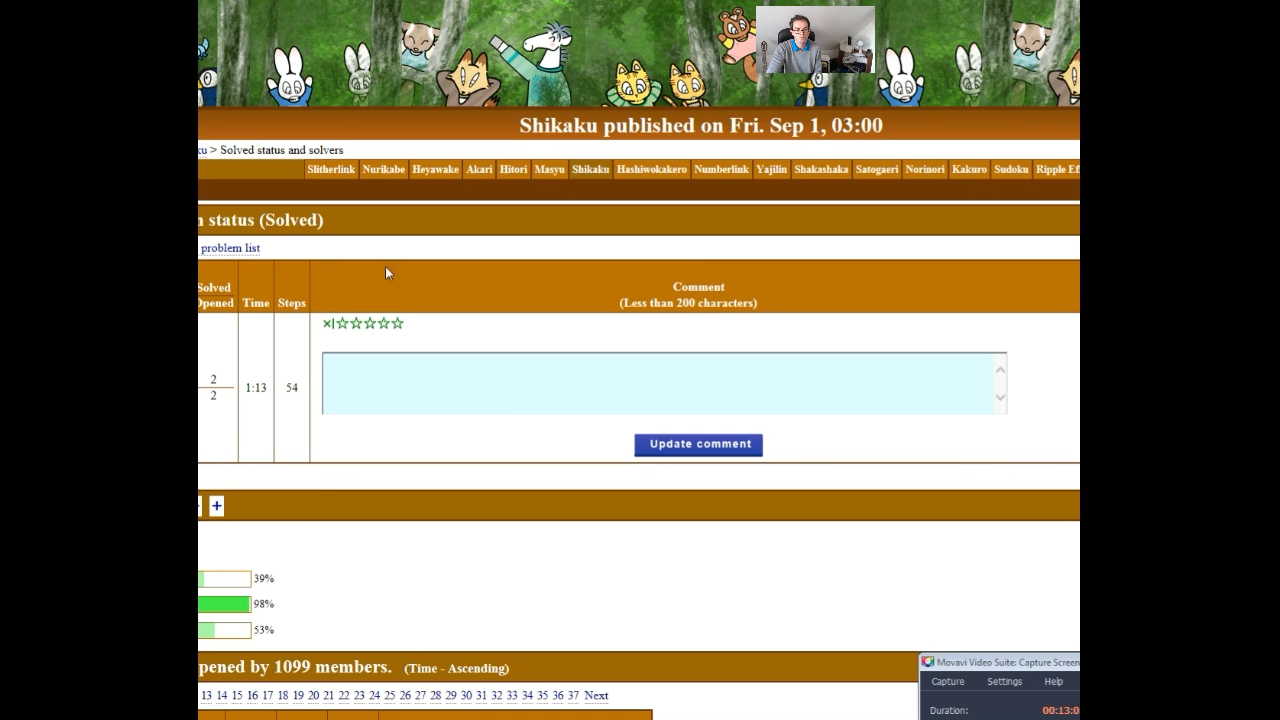 Shikaku published on Fri. Sep 1, 03:00
ku > Solved status and solvers
Slitherlink Nurikabe Heyawake Akari Hitori Masyu Shikaku Hashiwokakero Numberlink Yajilin Shakashaka Satogaeri Norinori Kakuro Sudoku Ripple Ef
n status (Solved)
problem list
Solved
Opened Time Steps
Comment
(Less than 200 characters)
×|☆☆☆☆☆
2
2
1:13
54
Update comment
+
39%
98%
53%
pened by 1099 members. (Time - Ascending)
13 14 15 16 17 18 19 20 21 22 23 24 25 26 27 28 29 30 31 32 33 34 35 36 37 Next
Movavi Video Suite: Capture Screen
Capture Settings Help
Duration: 00:13:0